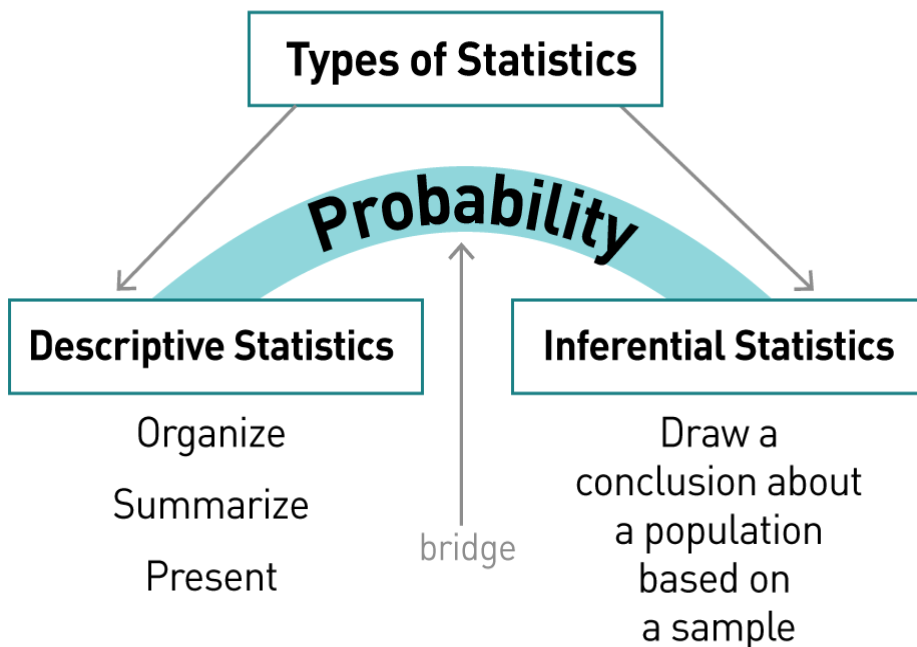 Types of Statistics
Probability
Descriptive Statistics
Organize
Summarize
Present
bridge
Inferential Statistics
Draw a
conclusion about
a population
based on
a sample